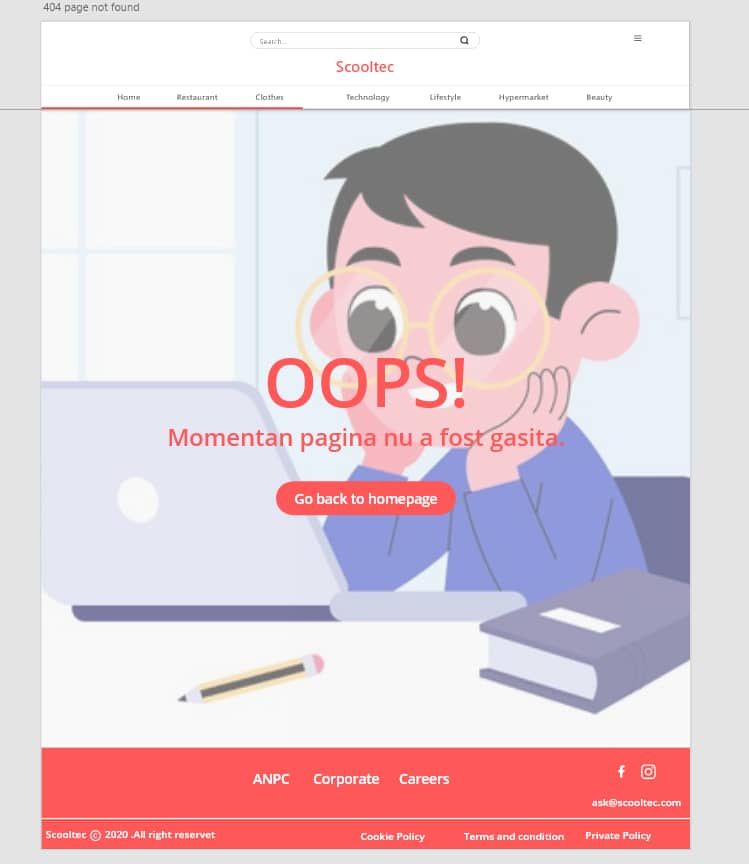 404 page not found
Search..
Scooltec
Home Restaurant Clothes Technology Lifestyle Hypermarket Beauty
OOPS!
Momentan pagina nu a fost gasita.
Go back to homepage
ANPC Corporate Careers
ask@scooltec.com
Scooltec © 2020 .All right reservet Cookie Policy Terms and condition Private Policy